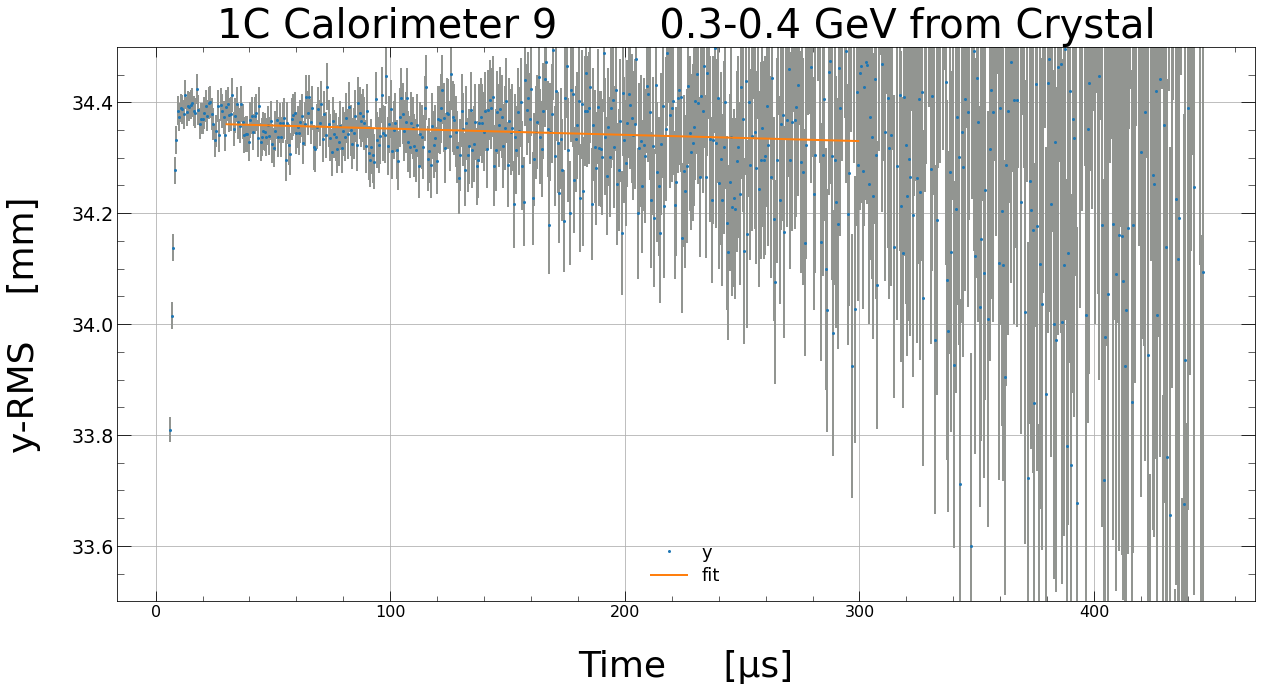 1C Calorimeter 9 0.3-0.4 GeV from Crystal
y-RMS [mm]
34.4
34.2
34.0
33.8
33.6
y
fit
0 100 200 300 400
Time [µs]